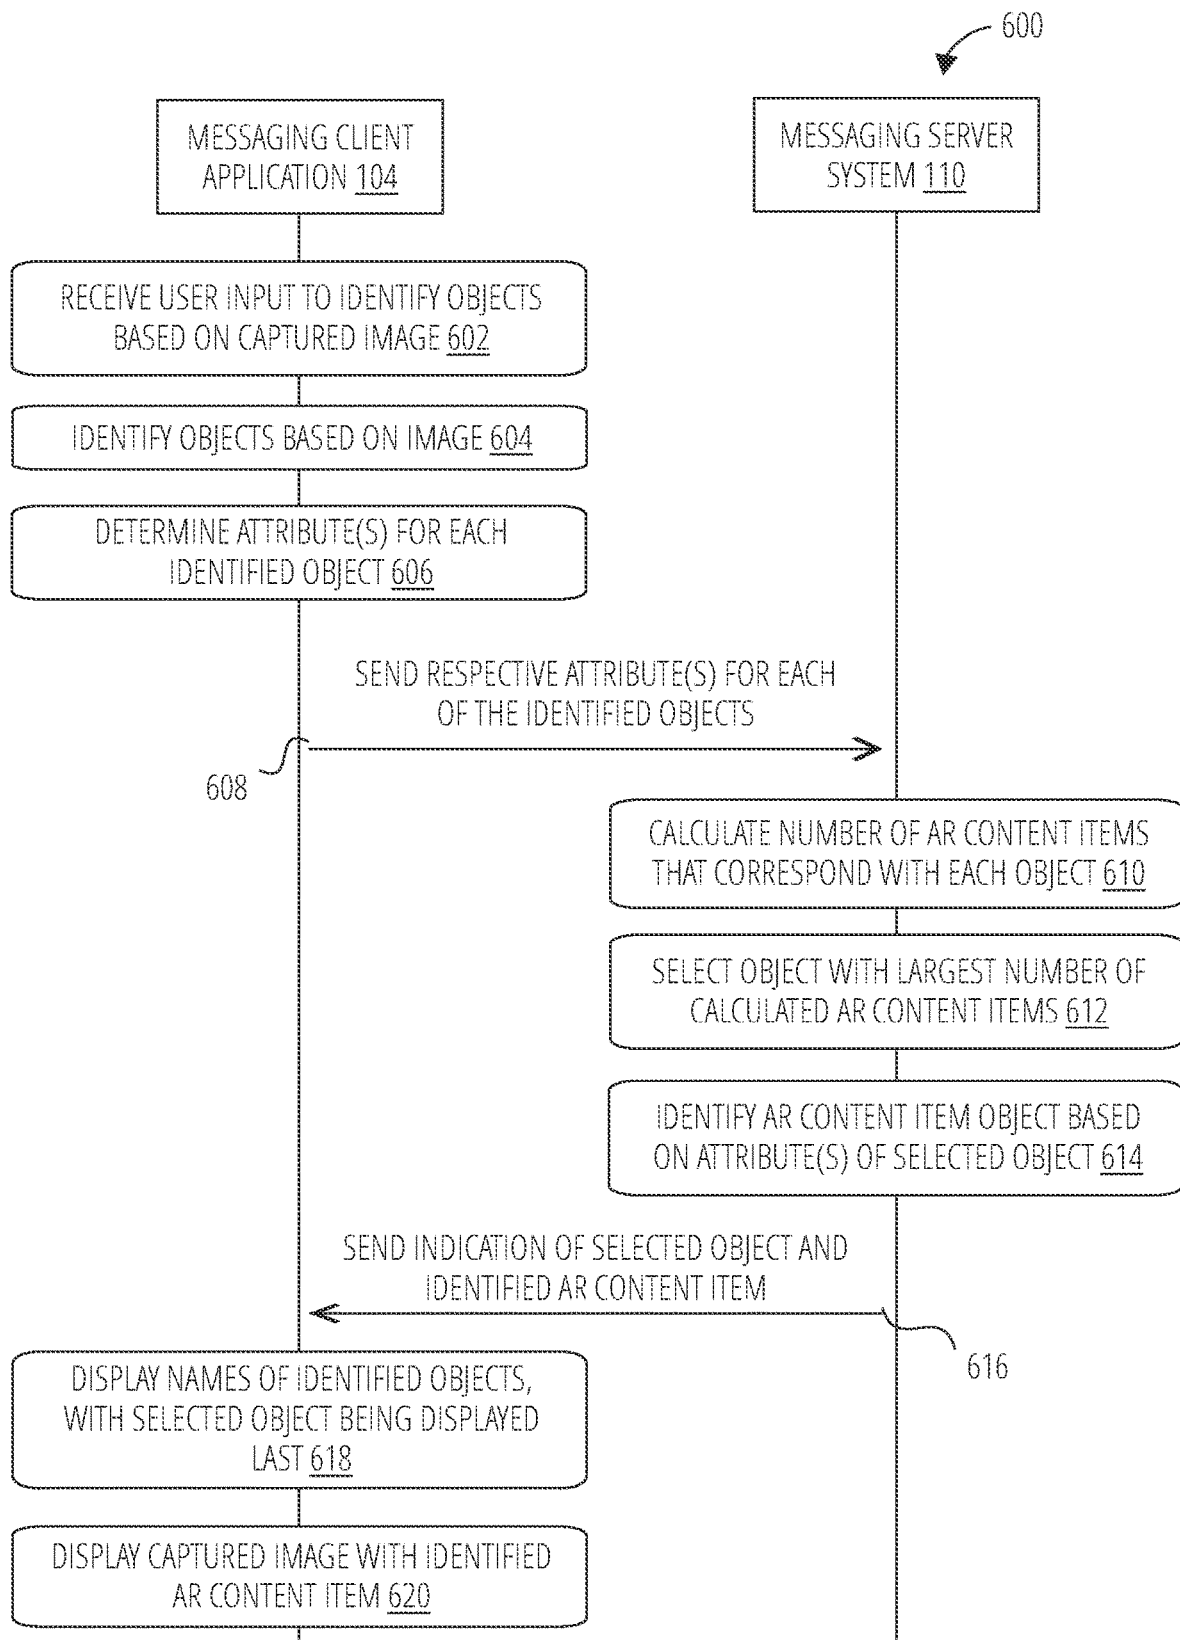 600
MESSAGING CLIENT
APPLICATION 104
MESSAGING SERVER
SYSTEM 110
RECEIVE USER INPUT TO IDENTIFY OBJECTS
BASED ON CAPTURED IMAGE 602
IDENTIFY OBJECTS BASED ON IMAGE 604
DETERMINE ATTRIBUTE(S) FOR EACH
IDENTIFIED OBJECT 606
SEND RESPECTIVE ATTRIBUTE(S) FOR EACH
OF THE IDENTIFIED OBJECTS
608
CALCULATE NUMBER OF AR CONTENT ITEMS
THAT CORRESPOND WITH EACH OBJECT 610
SELECT OBJECT WITH LARGEST NUMBER OF
CALCULATED AR CONTENT ITEMS 612
IDENTIFY AR CONTENT ITEM OBJECT BASED
ON ATTRIBUTE(S) OF SELECTED OBJECT 614
SEND INDICATION OF SELECTED OBJECT AND
IDENTIFIED AR CONTENT ITEM
616
DISPLAY NAMES OF IDENTIFIED OBJECTS,
WITH SELECTED OBJECT BEING DISPLAYED
LAST 618
DISPLAY CAPTURED IMAGE WITH IDENTIFIED
AR CONTENT ITEM 620